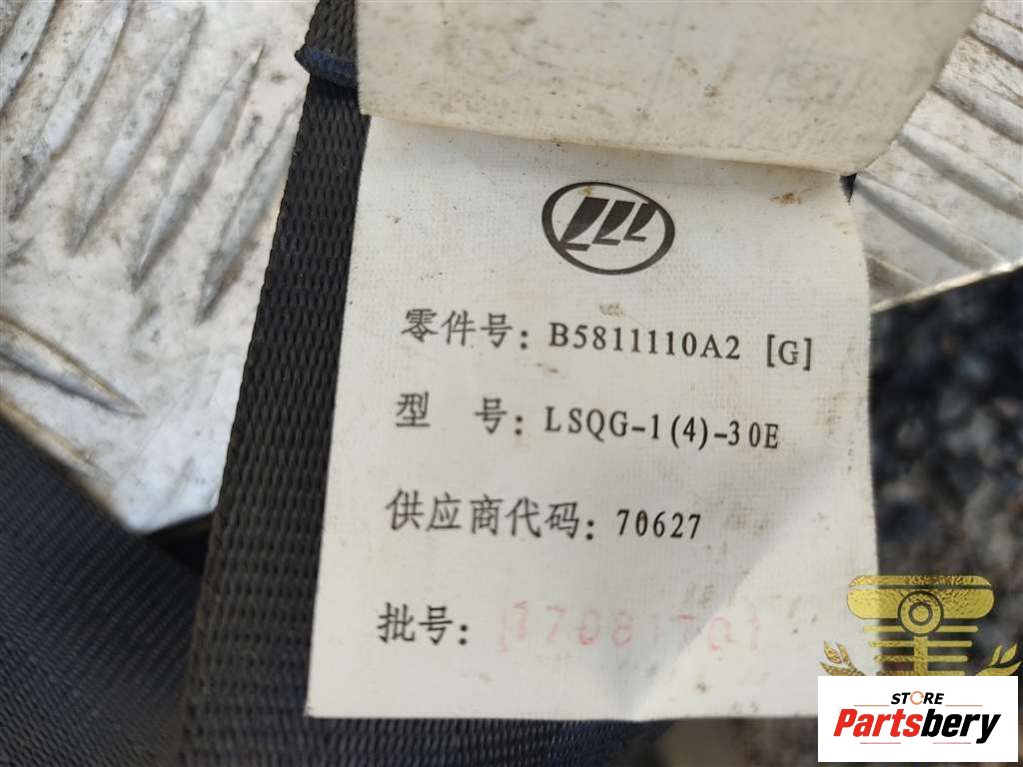 零件号: B5811110A2 [G]
型 号: LSQG-1(4)-30E
供应商代码: 70627
批号:
STORE
Partsbery